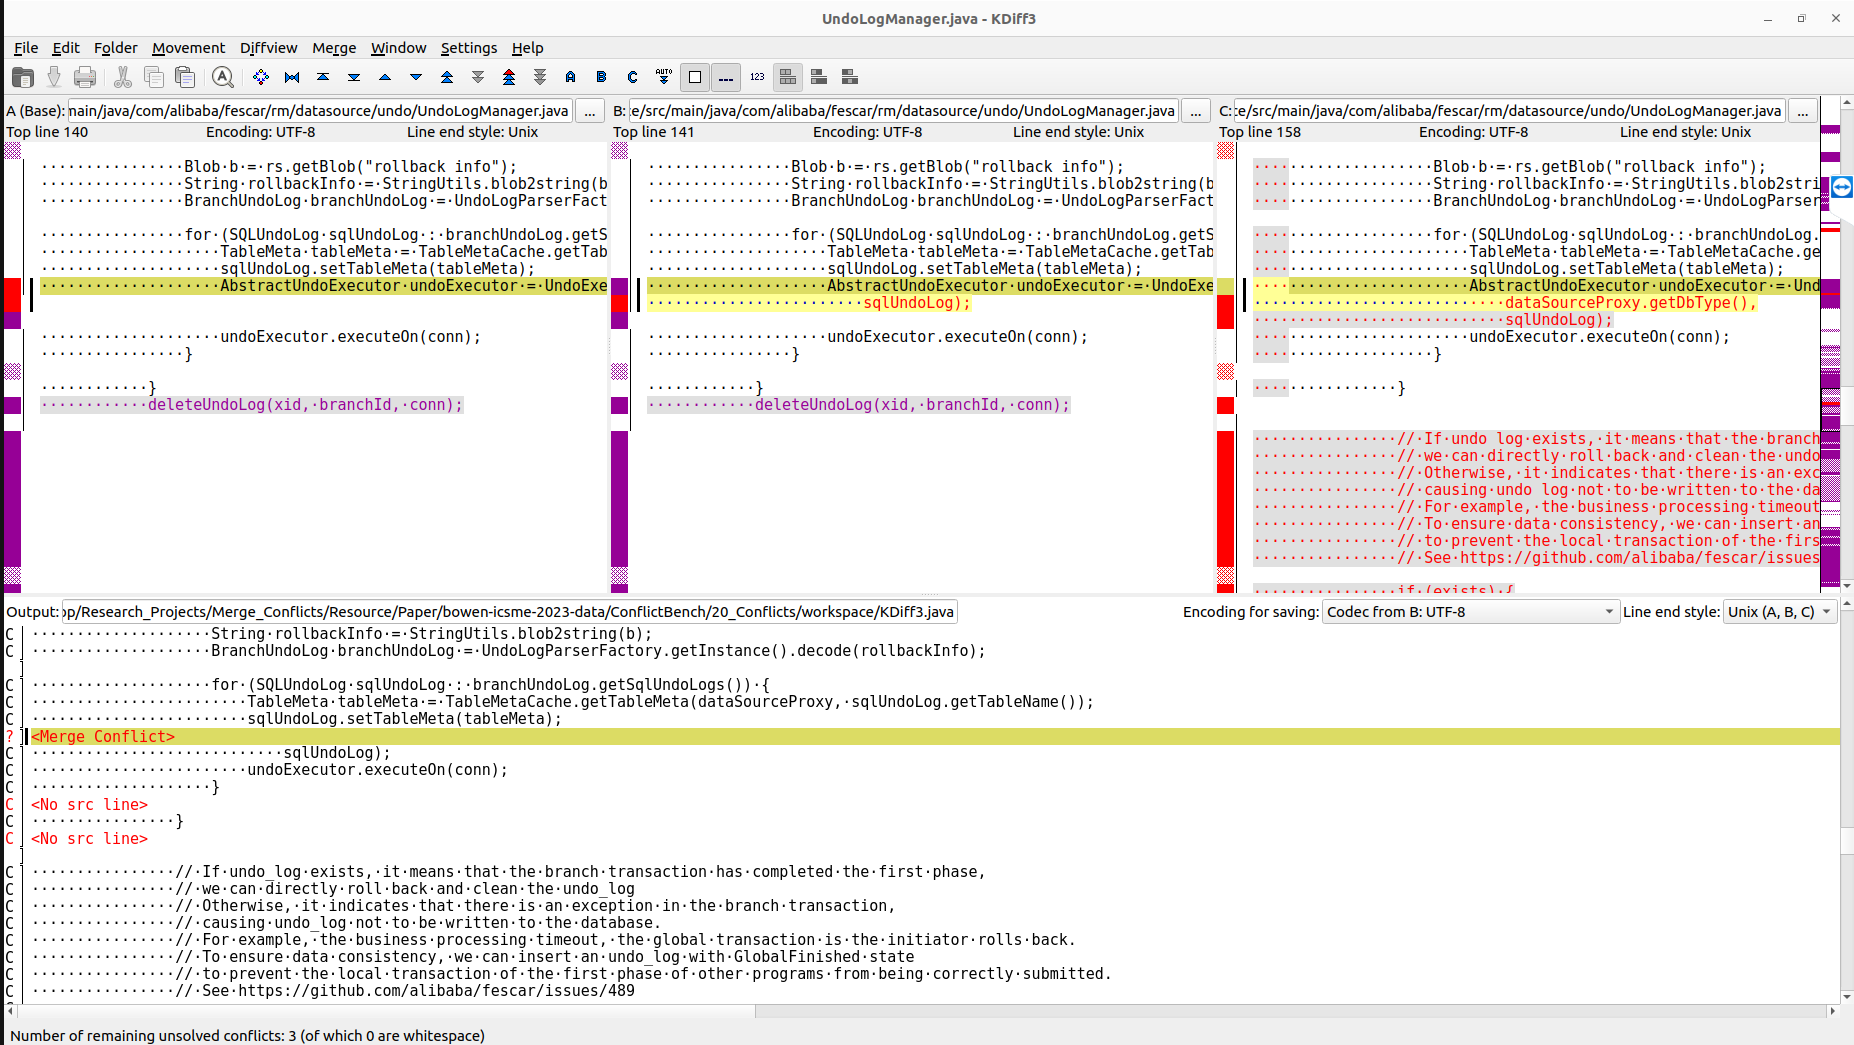 UndoLogManager.java - KDiff3
File Edit Folder Movement Diffview Merge Window Settings Help
A B C AUTO 123
A (Base): nain/java/com/alibaba/fescar/rm/datasource/undo/UndoLogManager.java ...
Top line 140 Encoding: UTF-8 Line end style: Unix
················Blob·b·=·rs.getBlob("rollback_info");
················String·rollbackInfo·=·StringUtils.blob2string(b
················BranchUndoLog·branchUndoLog·=·UndoLogParserFact
················for·(SQLUndoLog·sqlUndoLog·:·branchUndoLog.getS
····················TableMeta·tableMeta·=·TableMetaCache.getTab
····················sqlUndoLog.setTableMeta(tableMeta);
····················AbstractUndoExecutor·undoExecutor·=·UndoExe
····················undoExecutor.executeOn(conn);
················}
············}
············deleteUndoLog(xid,·branchId,·conn);
B: :e/src/main/java/com/alibaba/fescar/rm/datasource/undo/UndoLogManager.java ...
Top line 141 Encoding: UTF-8 Line end style: Unix
················Blob·b·=·rs.getBlob("rollback_info");
················String·rollbackInfo·=·StringUtils.blob2string(b
················BranchUndoLog·branchUndoLog·=·UndoLogParserFact
················for·(SQLUndoLog·sqlUndoLog·:·branchUndoLog.getS
····················TableMeta·tableMeta·=·TableMetaCache.getTab
····················sqlUndoLog.setTableMeta(tableMeta);
····················AbstractUndoExecutor·undoExecutor·=·UndoExe
························sqlUndoLog);
····················undoExecutor.executeOn(conn);
················}
············}
············deleteUndoLog(xid,·branchId,·conn);
C: :e/src/main/java/com/alibaba/fescar/rm/datasource/undo/UndoLogManager.java ...
Top line 158 Encoding: UTF-8 Line end style: Unix
····················Blob·b·=·rs.getBlob("rollback_info");
····················String·rollbackInfo·=·StringUtils.blob2stri
····················BranchUndoLog·branchUndoLog·=·UndoLogParser
····················for·(SQLUndoLog·sqlUndoLog·:·branchUndoLog.
························TableMeta·tableMeta·=·TableMetaCache.ge
························sqlUndoLog.setTableMeta(tableMeta);
························AbstractUndoExecutor·undoExecutor·=·Und
····························dataSourceProxy.getDbType(),
····························sqlUndoLog);
························undoExecutor.executeOn(conn);
····················}
················}
················//·If·undo_log·exists,·it·means·that·the·branch
················//·we·can·directly·roll·back·and·clean·the·undo
················//·Otherwise,·it·indicates·that·there·is·an·exc
················//·causing·undo_log·not·to·be·written·to·the·da
················//·For·example,·the·business·processing·timeout
················//·To·ensure·data·consistency,·we·can·insert·an
················//·to·prevent·the·local·transaction·of·the·firs
················//·See·https://github.com/alibaba/fescar/issues
················if·(exists)·{
Output: op/Research_Projects/Merge_Conflicts/Resource/Paper/bowen-icsme-2023-data/ConflictBench/20_Conflicts/workspace/KDiff3.java Encoding for saving: Codec from B: UTF-8 Line end style: Unix (A, B, C)
C ····················String·rollbackInfo·=·StringUtils.blob2string(b);
C ····················BranchUndoLog·branchUndoLog·=·UndoLogParserFactory.getInstance().decode(rollbackInfo);
C ····················for·(SQLUndoLog·sqlUndoLog·:·branchUndoLog.getSqlUndoLogs())·{
C ························TableMeta·tableMeta·=·TableMetaCache.getTableMeta(dataSourceProxy,·sqlUndoLog.getTableName());
C ························sqlUndoLog.setTableMeta(tableMeta);
? <Merge Conflict>
C ····························sqlUndoLog);
C ························undoExecutor.executeOn(conn);
C ····················}
C <No src line>
C ················}
C <No src line>
C ················//·If·undo_log·exists,·it·means·that·the·branch·transaction·has·completed·the·first·phase,
C ················//·we·can·directly·roll·back·and·clean·the·undo_log
C ················//·Otherwise,·it·indicates·that·there·is·an·exception·in·the·branch·transaction,
C ················//·causing·undo_log·not·to·be·written·to·the·database.
C ················//·For·example,·the·business·processing·timeout,·the·global·transaction·is·the·initiator·rolls·back.
C ················//·To·ensure·data·consistency,·we·can·insert·an·undo_log·with·GlobalFinished·state
C ················//·to·prevent·the·local·transaction·of·the·first·phase·of·other·programs·from·being·correctly·submitted.
C ················//·See·https://github.com/alibaba/fescar/issues/489
Number of remaining unsolved conflicts: 3 (of which 0 are whitespace)